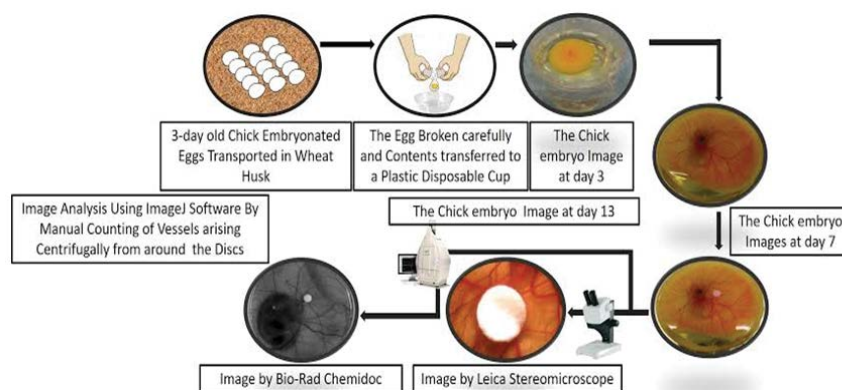 3-day old Chick Embryonated
Eggs Transported in Wheat
Husk
The Egg Broken carefully
and Contents transferred to
a Plastic Disposable Cup
The Chick
embryo Image
at day 3
The Chick embryo
Images at day 7
The Chick embryo Image at day 13
Image Analysis Using ImageJ Software By
Manual Counting of Vessels arising
Centrifugally from around the Discs
Image by Bio-Rad Chemidoc
Image by Leica Stereomicroscope